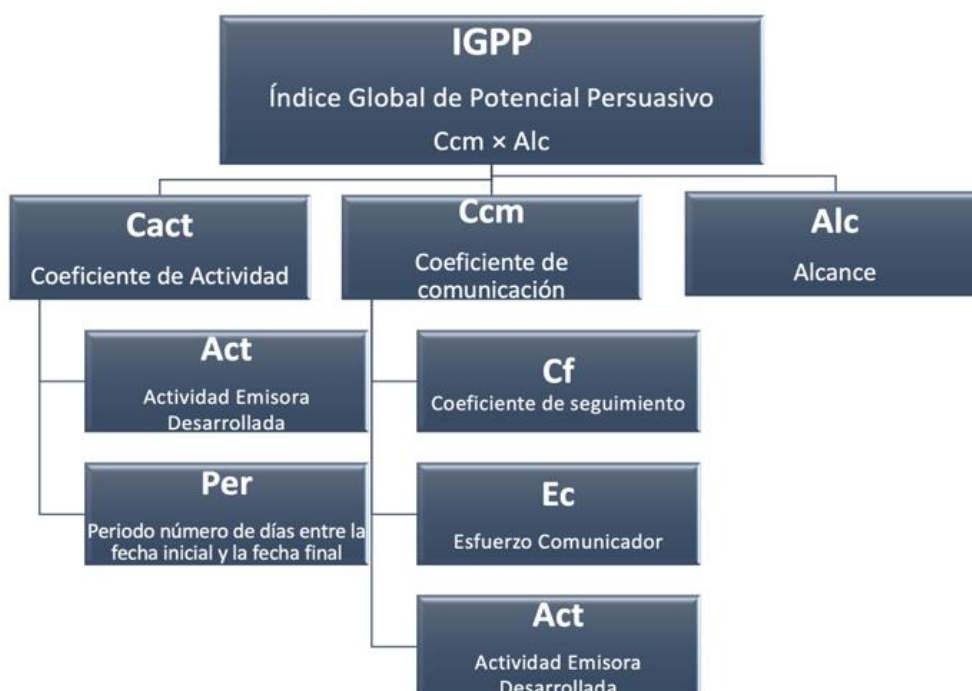 IGPP
Índice Global de Potencial Persuasivo
Ccm × Alc
Cact
Coeficiente de Actividad
Act
Actividad Emisora
Desarrollada
Per
Periodo número de días entre la
fecha inicial y la fecha final
Ccm
Coeficiente de
comunicación
Cf
Coeficiente de seguimiento
Ec
Esfuerzo Comunicador
Act
Actividad Emisora
Desarrollada
Alc
Alcance